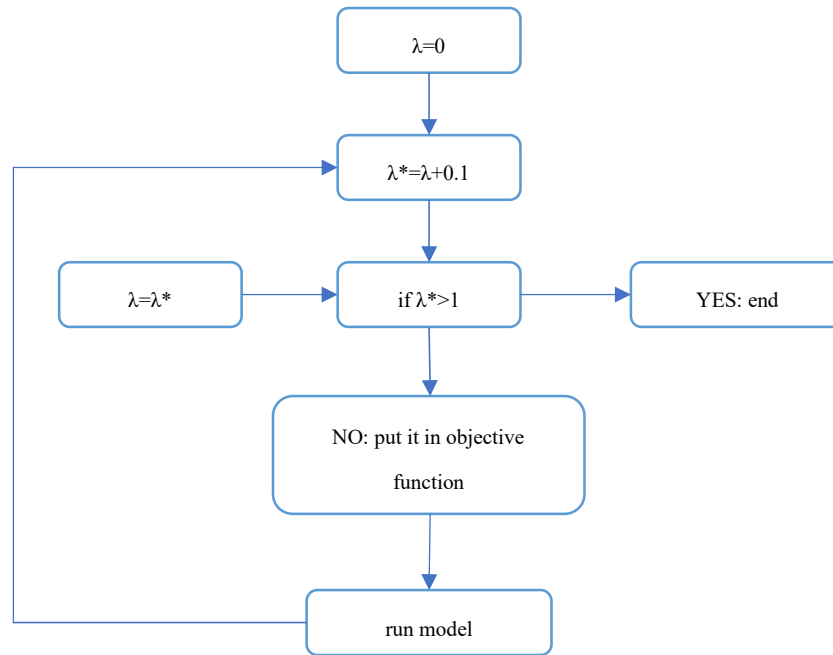 λ=0
λ*=λ+0.1
λ=λ*
if λ*>1
YES: end
NO: put it in objective
function
run model